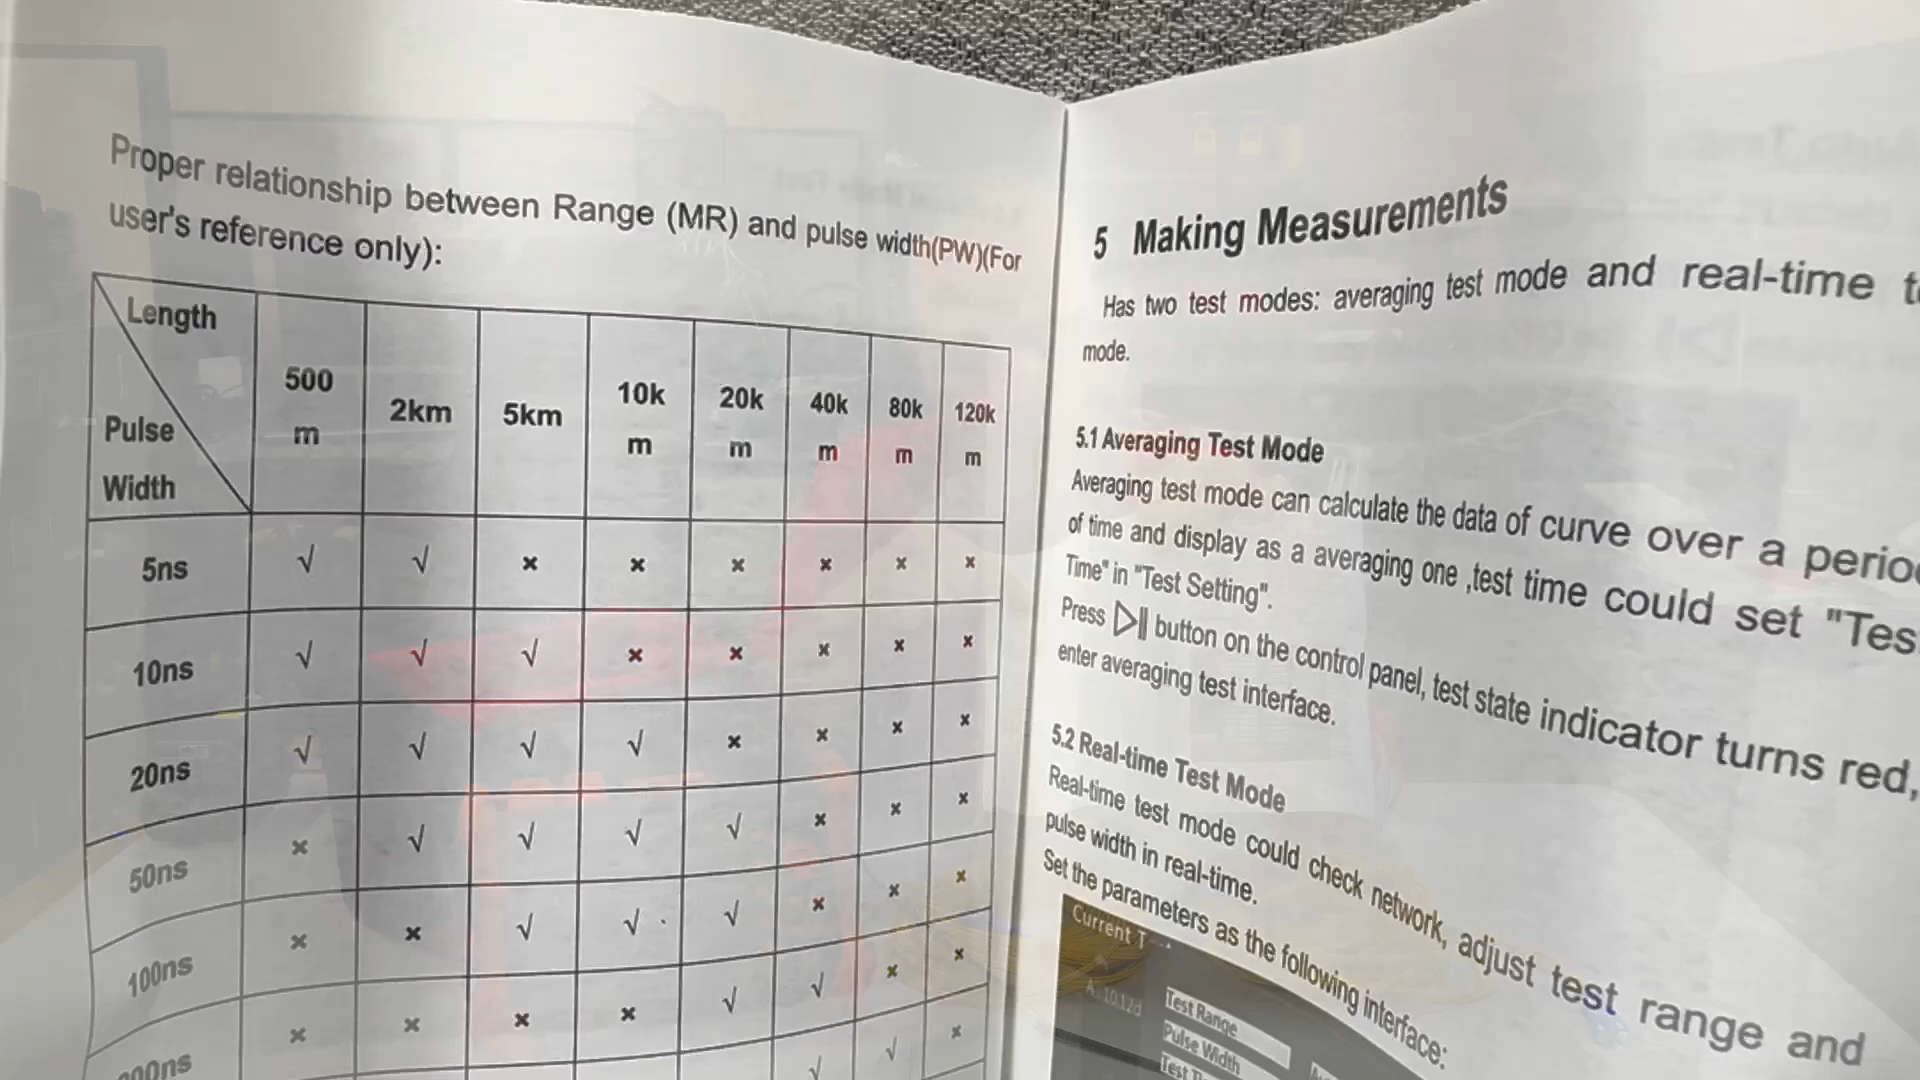 Proper relationship between Range (MR) and pulse width(PW)(For
user's reference only):
Length
Pulse
Width
500
m
2km
5km
10k
m
20k
m
40k
m
80k
m
120k
m
5ns √ √ × × × × × ×
10ns √ √ √ × × × × ×
20ns √ √ √ √ × × × ×
50ns × √ √ √ √ × × ×
100ns × × √ √ √ × × ×
00ns × × × × √ √ × ×
√ √ ×
5 Making Measurements
Has two test modes: averaging test mode and real-time
mode.
5.1 Averaging Test Mode
Averaging test mode can calculate the data of curve over a perio
of time and display as a averaging one ,test time could set "Tes
Time" in "Test Setting".
Press ▷|| button on the control panel, test state indicator turns red,
enter averaging test interface.
5.2 Real-time Test Mode
Real-time test mode could check network, adjust test range and
pulse width in real-time.
Set the parameters as the following interface:
Current T
A: 10.12d
Test Range
Pulse Width